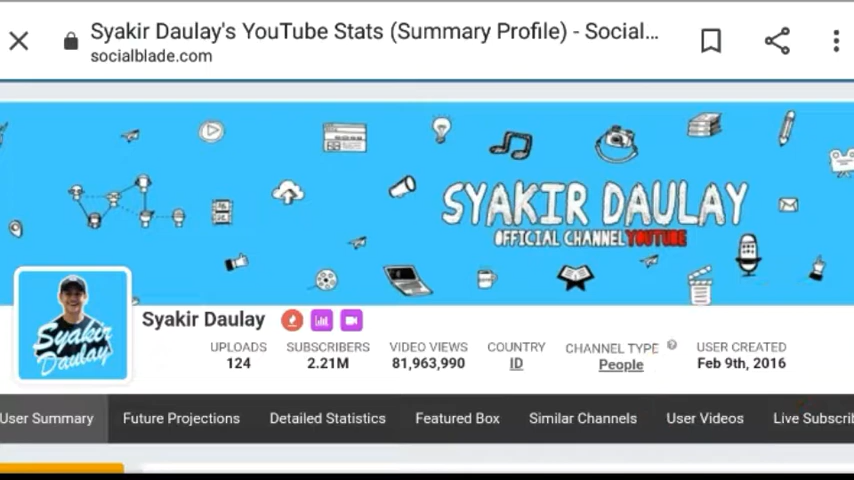 Syakir Daulay's YouTube Stats (Summary Profile) - Social...
socialblade.com
SYAKIR DAULAY
OFFICIAL CHANNEL YOUTUBE
Syakir
Daulay
Syakir Daulay
UPLOADS SUBSCRIBERS VIDEO VIEWS COUNTRY CHANNEL TYPE USER CREATED
124 2.21M 81,963,990 ID People Feb 9th, 2016
User Summary Future Projections Detailed Statistics Featured Box Similar Channels User Videos Live Subscrib